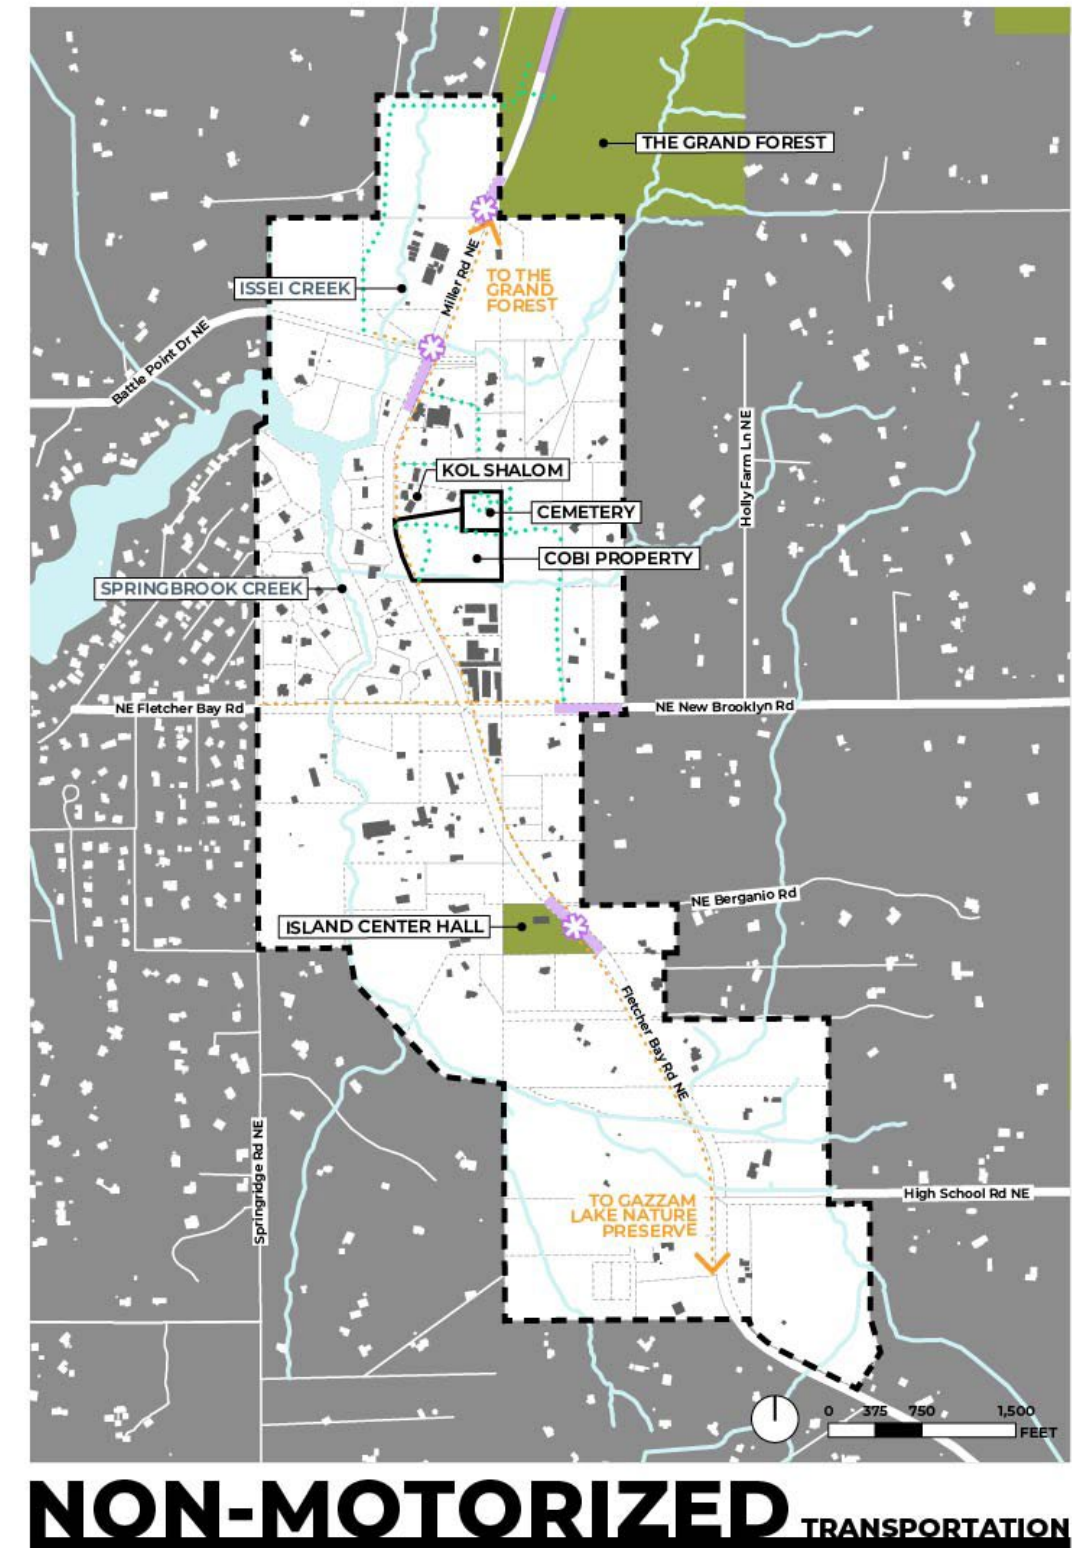 THE GRAND FOREST
ISSEI CREEK
Miller Rd NE
TO THE
GRAND
FOREST
Battle Point Dr NE
Holly Farm Ln NE
KOL SHALOM
CEMETERY
COBI PROPERTY
SPRINGBROOK CREEK
NE Fletcher Bay Rd
NE New Brooklyn Rd
NE Berganio Rd
ISLAND CENTER HALL
Fletcher Bay Rd NE
Springridge Rd NE
High School Rd NE
TO GAZZAM
LAKE NATURE
PRESERVE
0 375 750 1,500
FEET
NON-MOTORIZED TRANSPORTATION